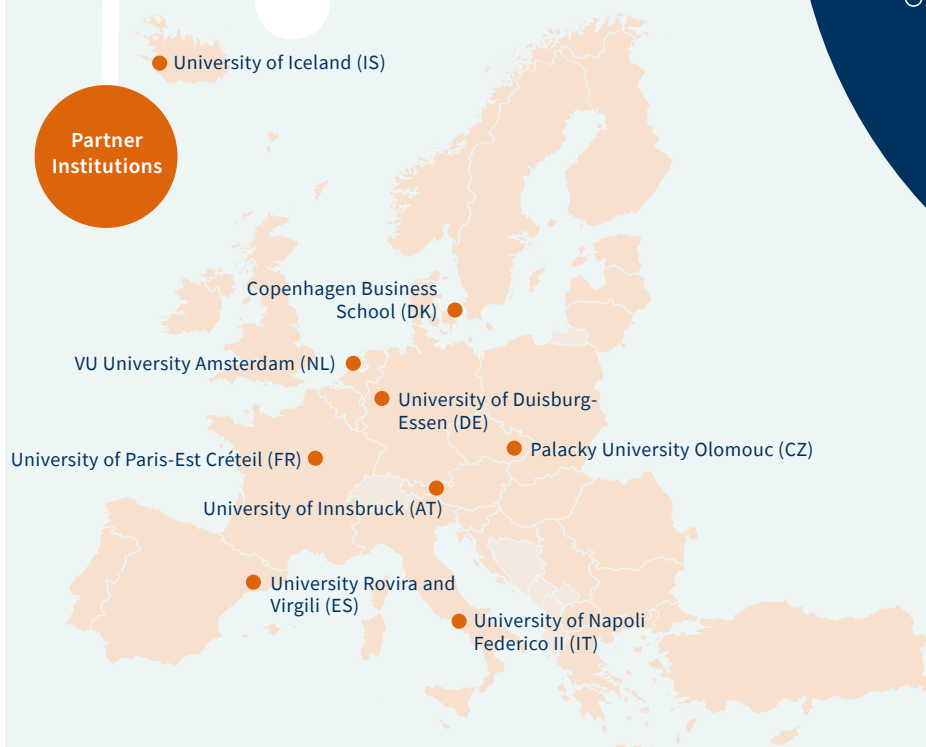 University of Iceland (IS)
Partner
Institutions
Copenhagen Business
School (DK)
VU University Amsterdam (NL)
University of Duisburg-
Essen (DE)
Palacky University Olomouc (CZ)
University of Paris-Est Créteil (FR)
University of Innsbruck (AT)
University Rovira and
Virgili (ES)
University of Napoli
Federico II (IT)